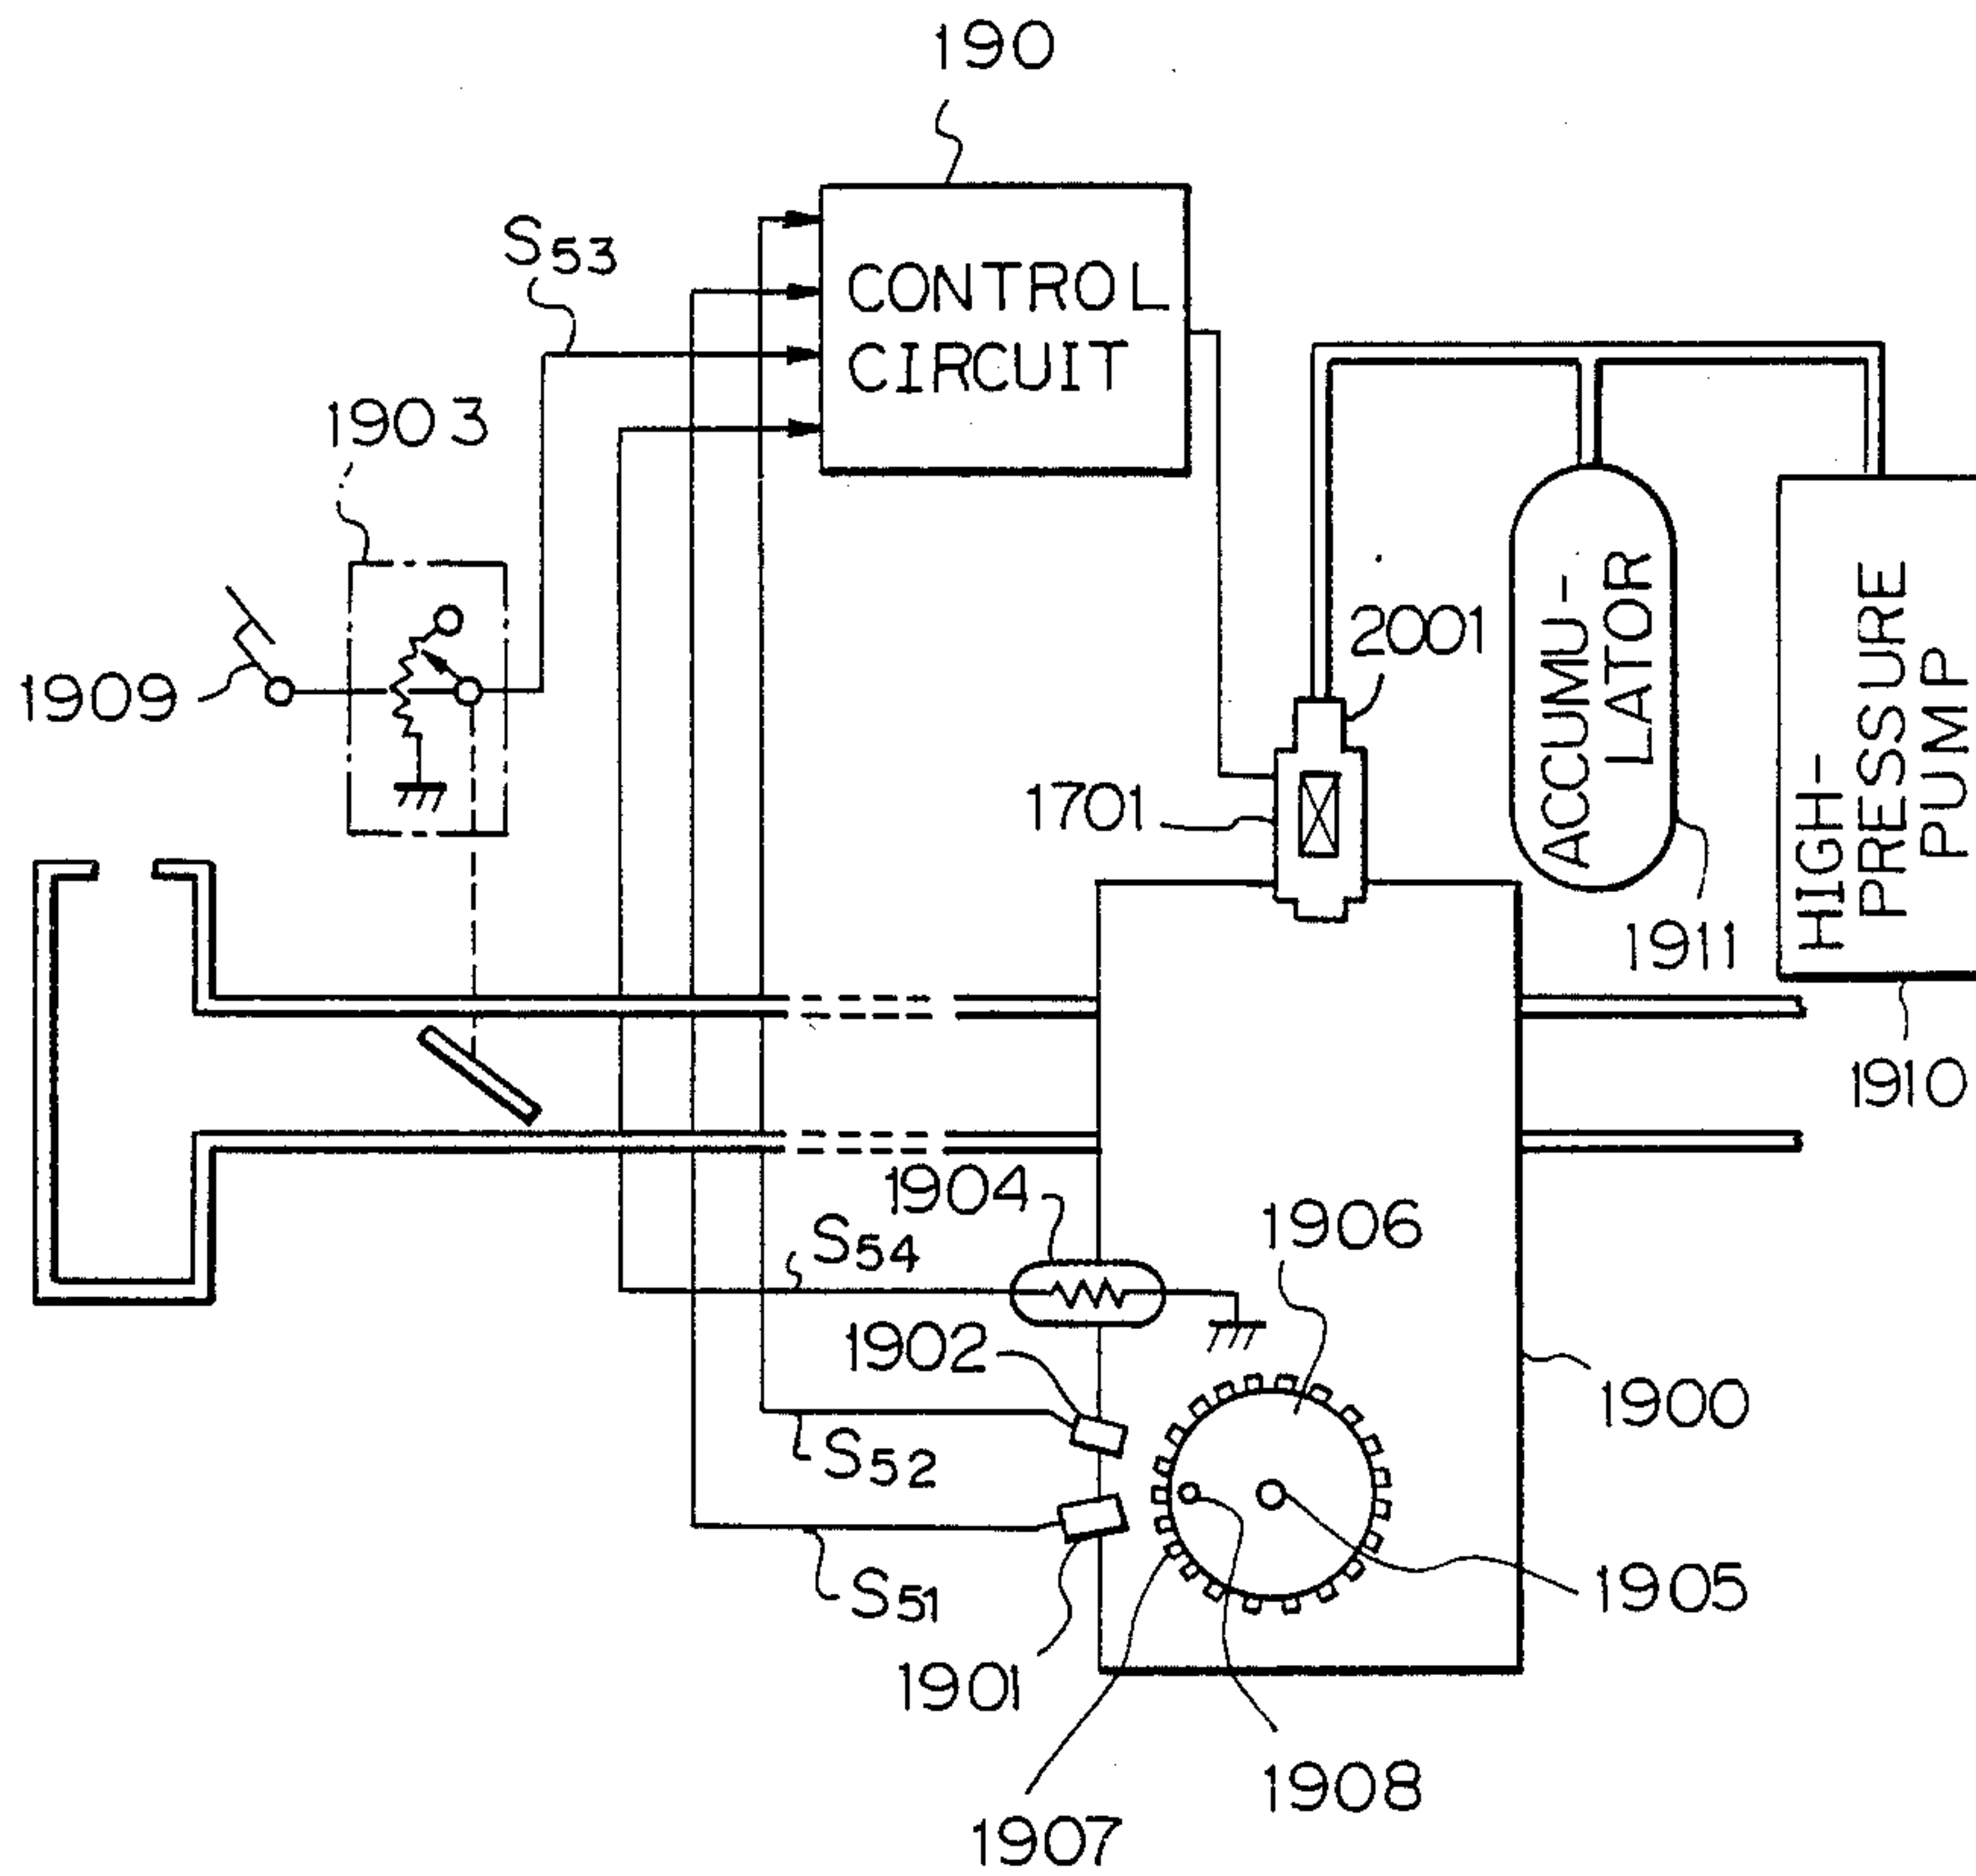 190
S53
CONTROL
CIRCUIT
1903
2001
ACCUMU-
LATOR
HIGH-
PRESSURE
PUMP
1909
1701
1911
1910
1904
1906
S54
1902
1900
S52
1905
S51
1901
1908
1907